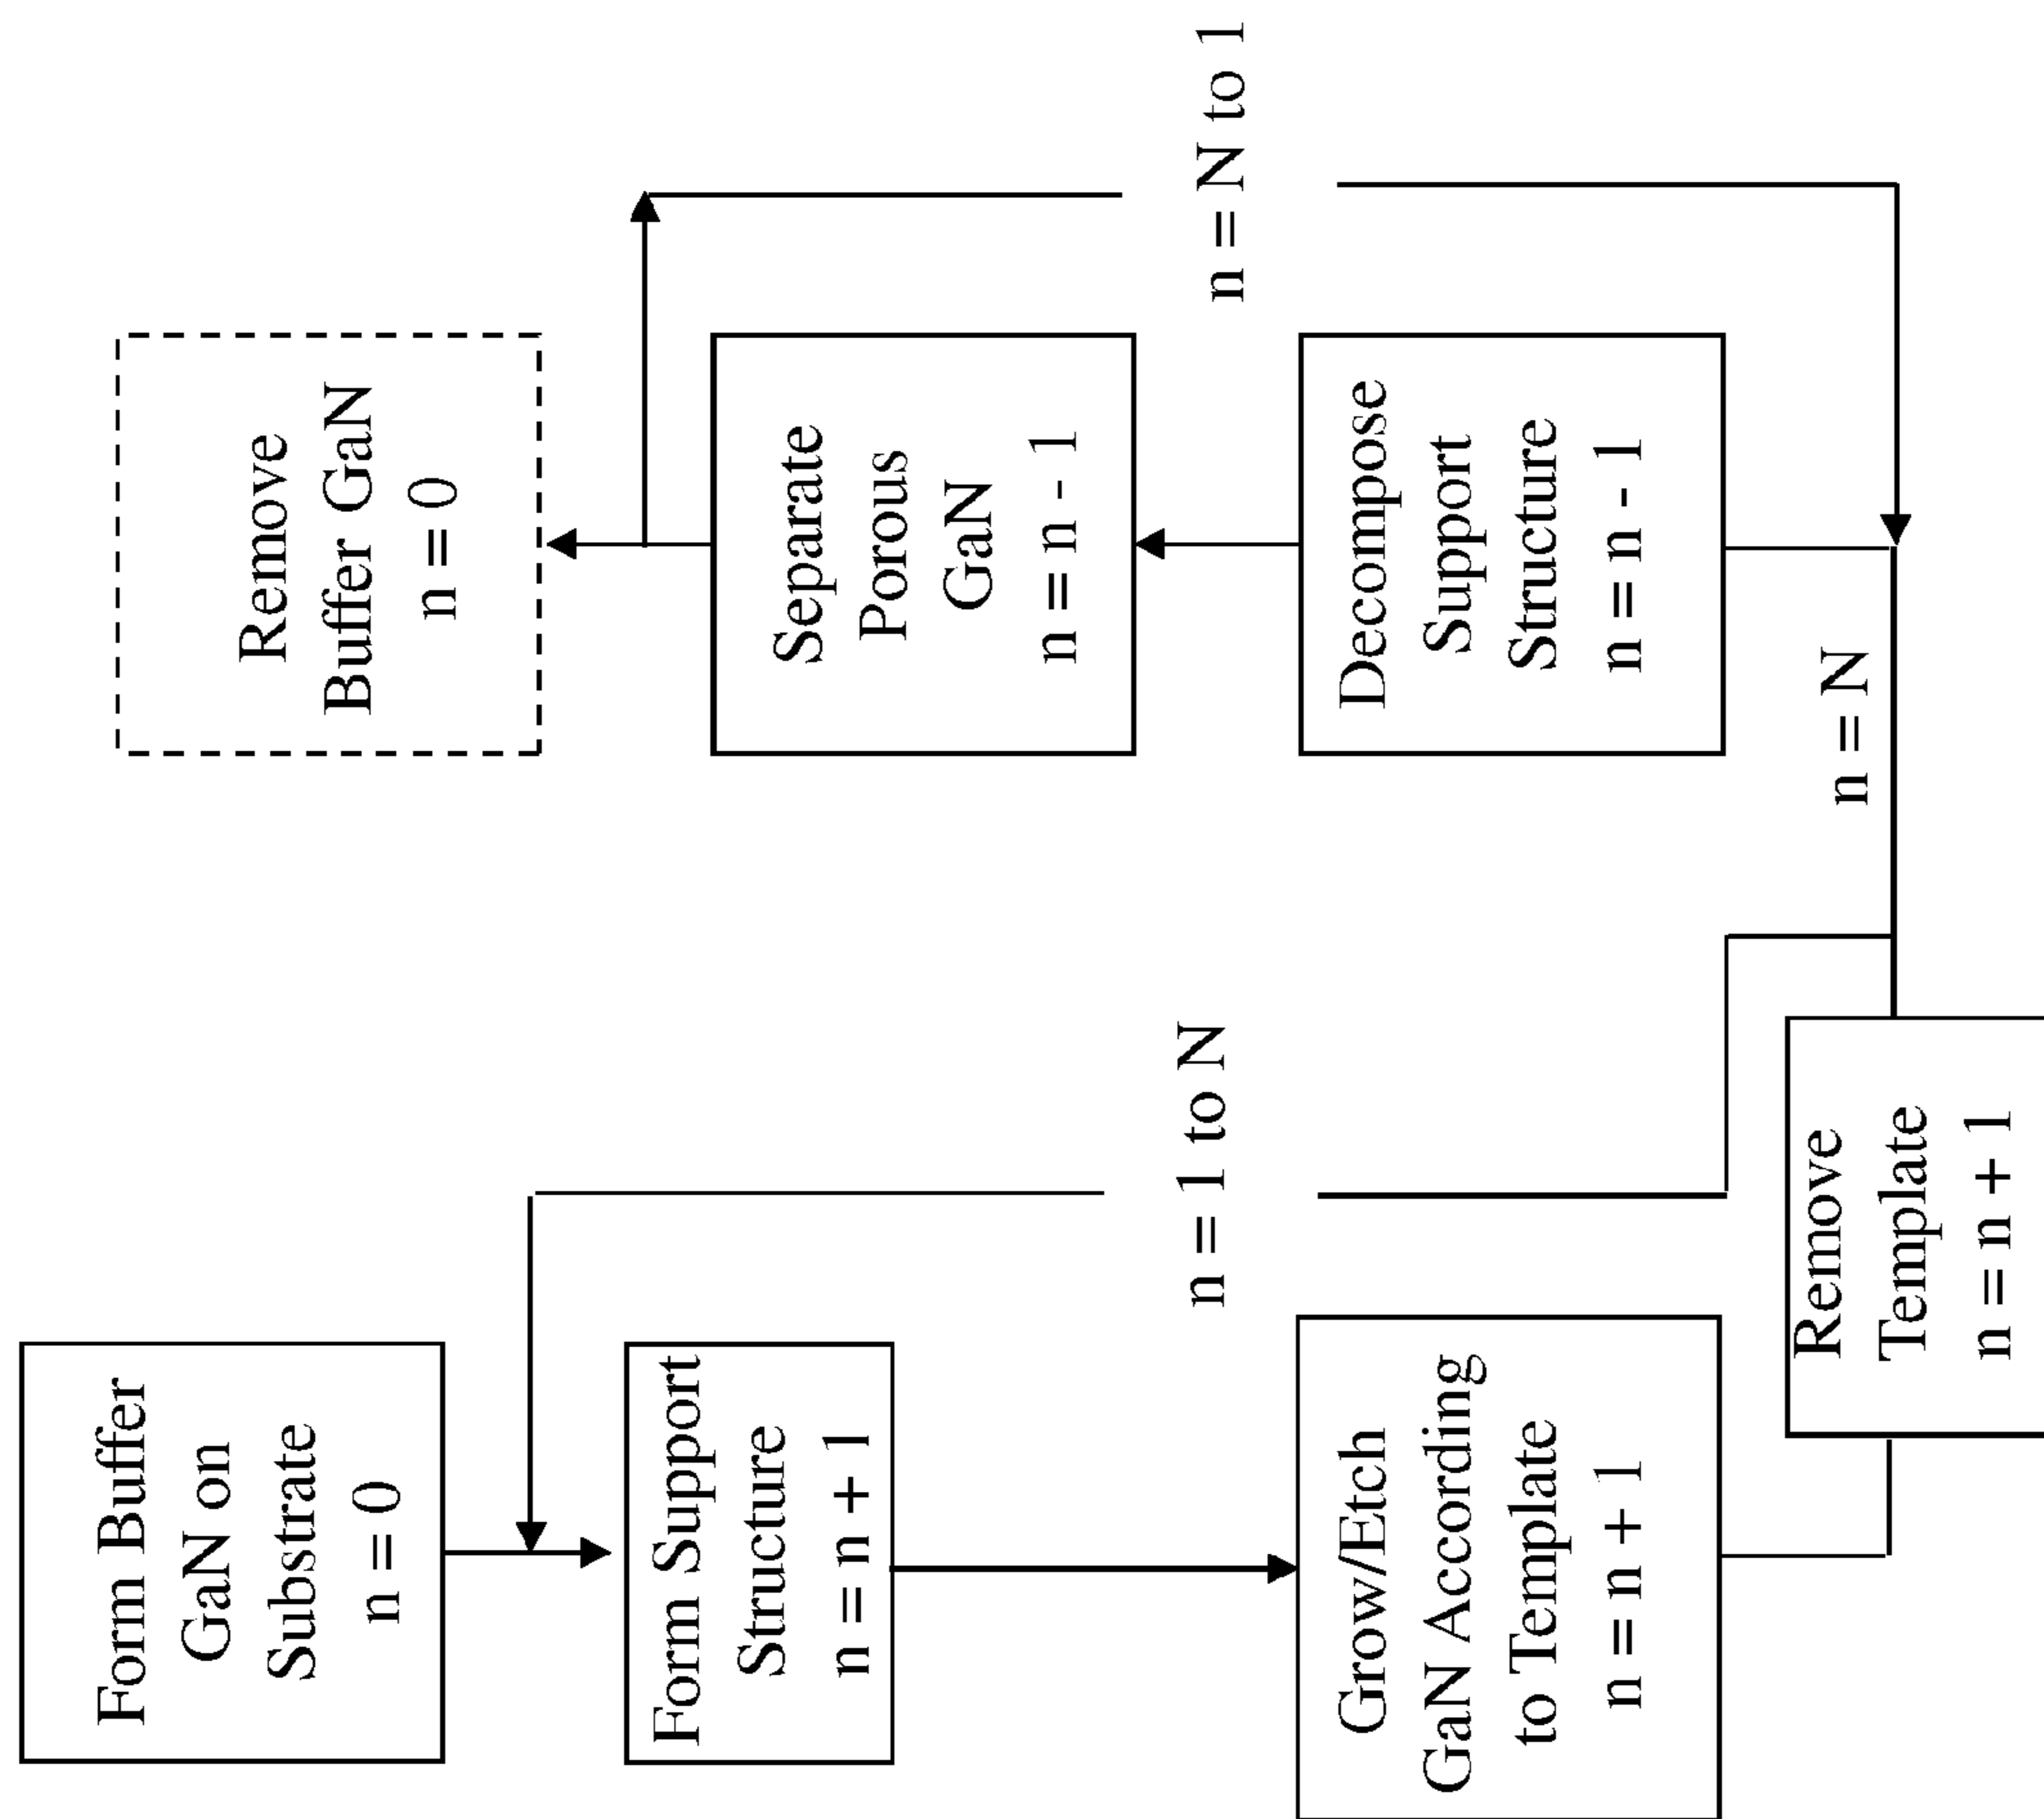 Form Buffer
GaN on
Substrate
n = 0
Form Support
Structure
n = n + 1
Grow/Etch
GaN According
to Template
n = n + 1
n = 1 to N
Remove
Template
n = n + 1
n = N
Decompose
Support
Structure
n = n - 1
Separate
Porous
GaN
n = n - 1
n = N to 1
Remove
Buffer GaN
n = 0